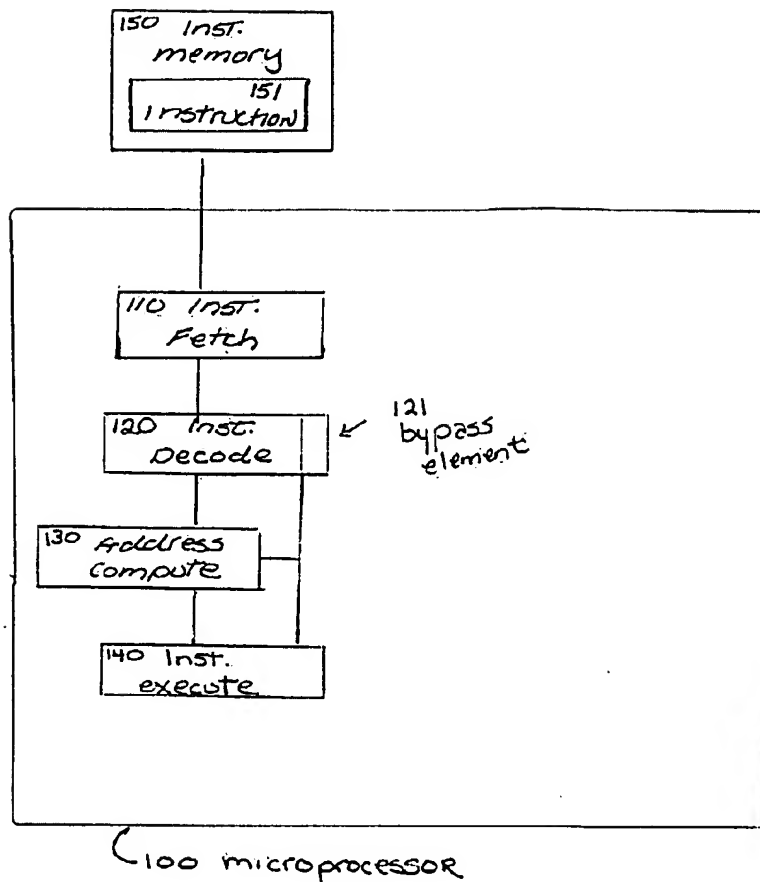 150 Inst.
memory
151
Instruction
110 Inst.
Fetch
120 Inst.
Decode
121
bypass
element
130 Address
compute
140 Inst.
execute
100 microprocessor